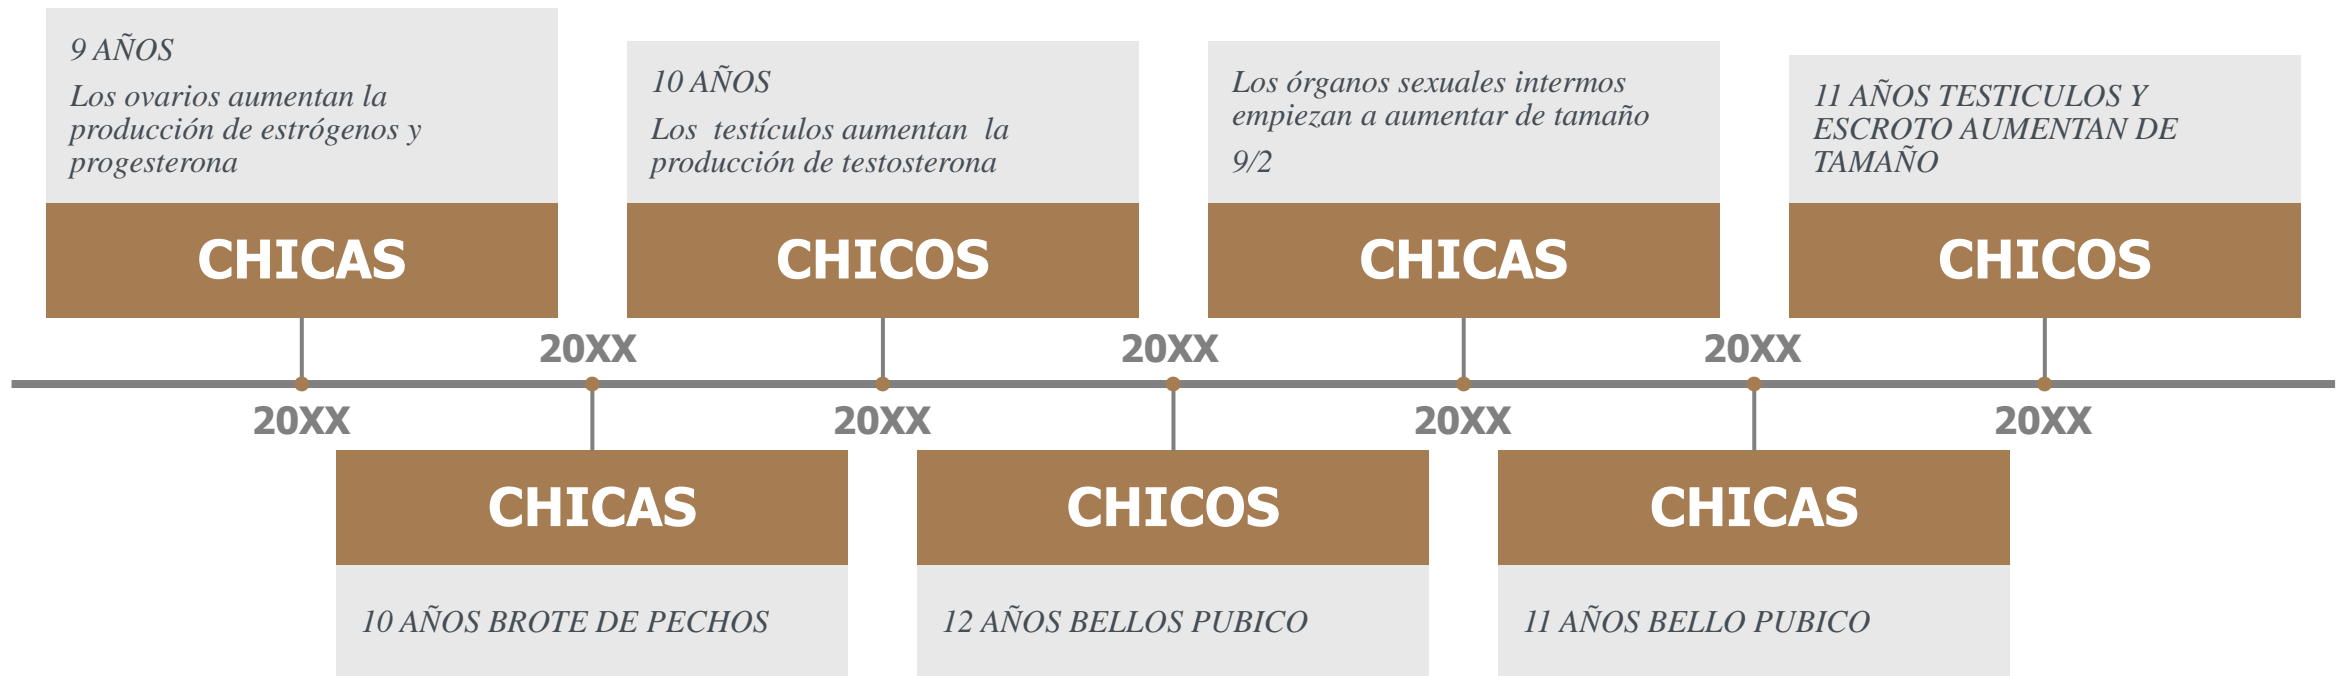 9 AÑOS
Los ovarios aumentan la
producción de estrógenos y
progesterona
CHICAS
20XX
20XX
CHICAS
10 AÑOS BROTE DE PECHOS
10 AÑOS
Los  testículos aumentan  la
producción de testosterona
CHICOS
20XX
20XX
CHICOS
12 AÑOS BELLOS PUBICO
Los órganos sexuales intermos
empiezan a aumentar de tamaño
9/2
CHICAS
20XX
20XX
CHICAS
11 AÑOS BELLO PUBICO
11 AÑOS TESTICULOS Y
ESCROTO AUMENTAN DE
TAMAÑO
CHICOS
20XX